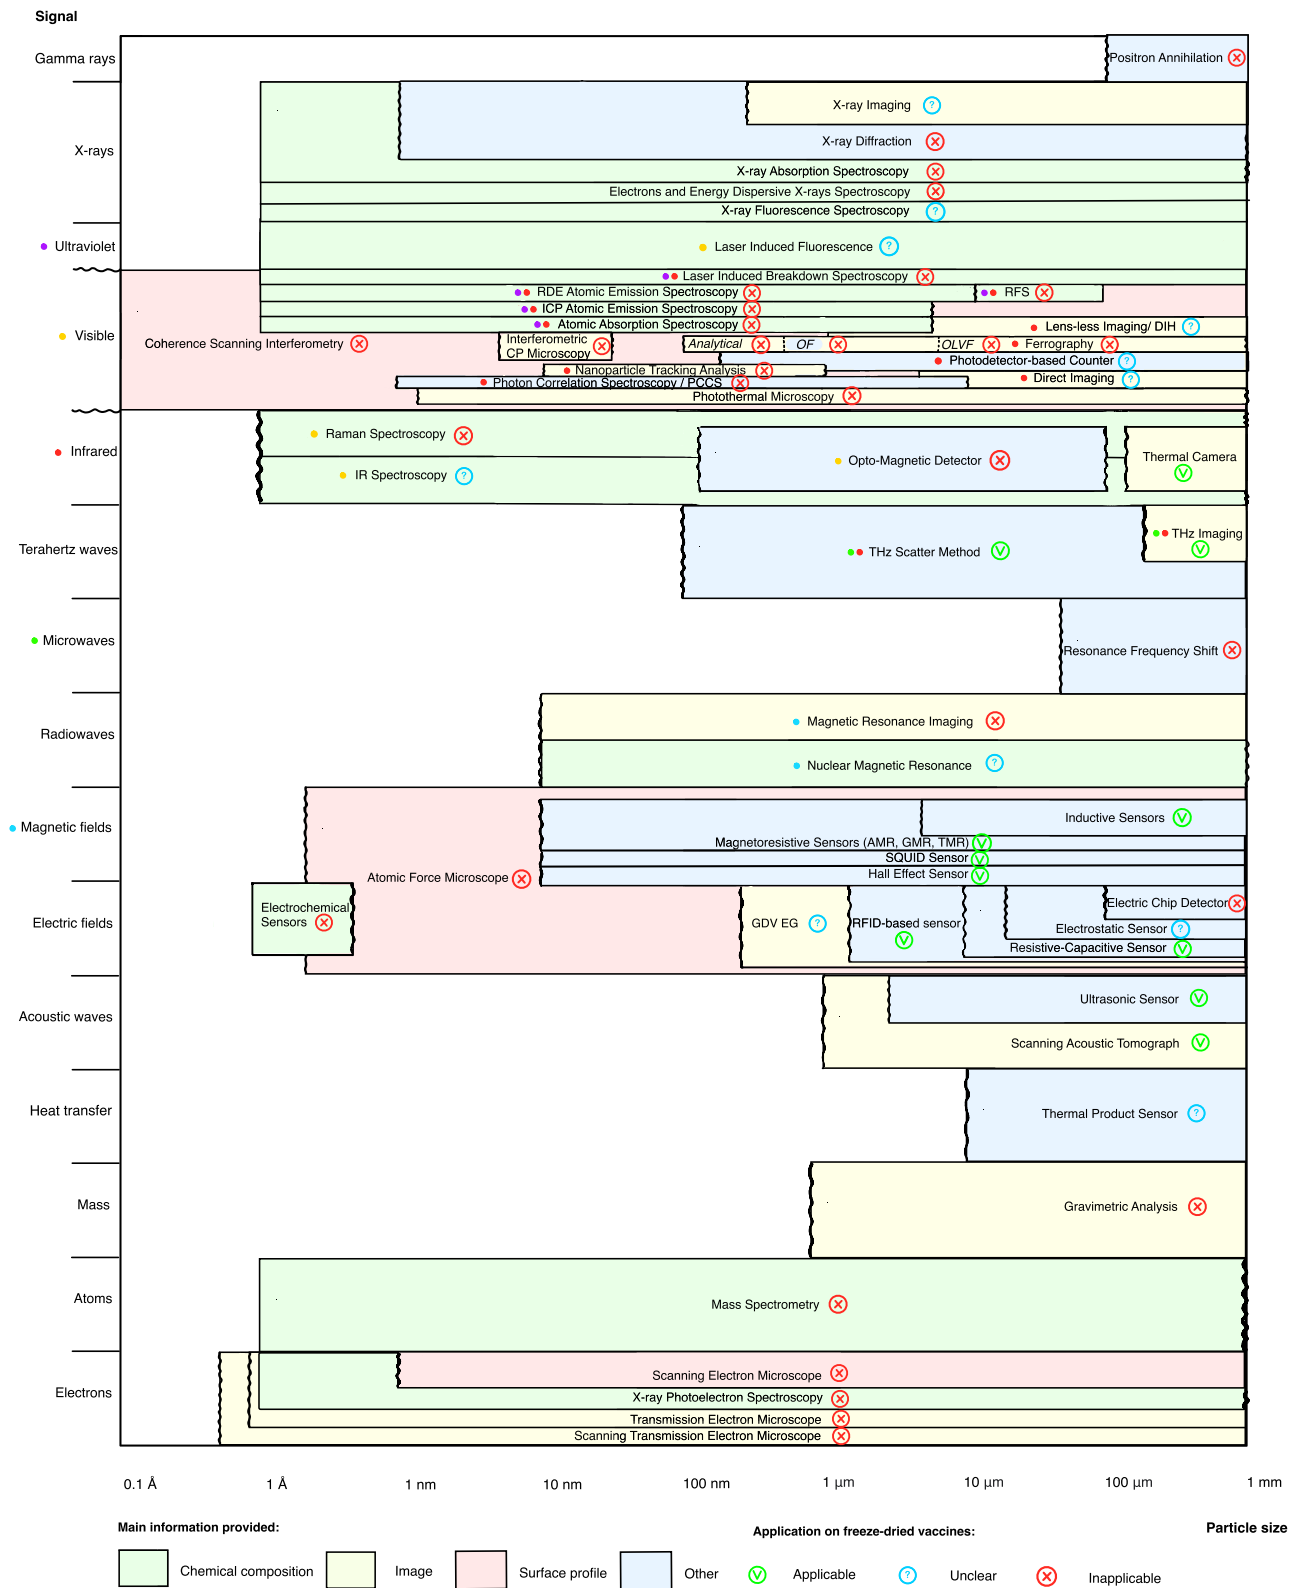 Signal
Gamma rays
Positron Annihilation
X-rays
X-ray Imaging ?
X-ray Diffraction
X-ray Absorption Spectroscopy
Electrons and Energy Dispersive X-rays Spectroscopy
X-ray Fluorescence Spectroscopy ?
Ultraviolet
Laser Induced Fluorescence ?
Laser Induced Breakdown Spectroscopy
RDE Atomic Emission Spectroscopy
RFS
ICP Atomic Emission Spectroscopy
Atomic Absorption Spectroscopy
Lens-less Imaging/ DIH ?
Visible
Coherence Scanning Interferometry
Interferometric
CP Microscopy
Analytical
OF
OLVF
Ferrography
Photodetector-based Counter ?
Nanoparticle Tracking Analysis
Direct Imaging ?
Photon Correlation Spectroscopy / PCCS
Photothermal Microscopy
Infrared
Raman Spectroscopy
IR Spectroscopy ?
Opto-Magnetic Detector
Thermal Camera
V
Terahertz waves
THz Scatter Method V
THz Imaging
V
Microwaves
Resonance Frequency Shift
Radiowaves
Magnetic Resonance Imaging
Nuclear Magnetic Resonance ?
Magnetic fields
Inductive Sensors V
Magnetoresistive Sensors (AMR, GMR, TMR) V
SQUID Sensor V
Hall Effect Sensor V
Atomic Force Microscope
Electric fields
Electrochemical
Sensors
GDV EG ?
RFID-based sensor
V
Electric Chip Detector
Electrostatic Sensor ?
Resistive-Capacitive Sensor V
Acoustic waves
Ultrasonic Sensor V
Scanning Acoustic Tomograph V
Heat transfer
Thermal Product Sensor ?
Mass
Gravimetric Analysis
Atoms
Mass Spectrometry
Electrons
Scanning Electron Microscope
X-ray Photoelectron Spectroscopy
Transmission Electron Microscope
Scanning Transmission Electron Microscope
0.1 Å 1 Å 1 nm 10 nm 100 nm 1 µm 10 µm 100 µm 1 mm
Particle size
Main information provided:
Chemical composition Image Surface profile Other
Application on freeze-dried vaccines:
V Applicable ? Unclear Inapplicable